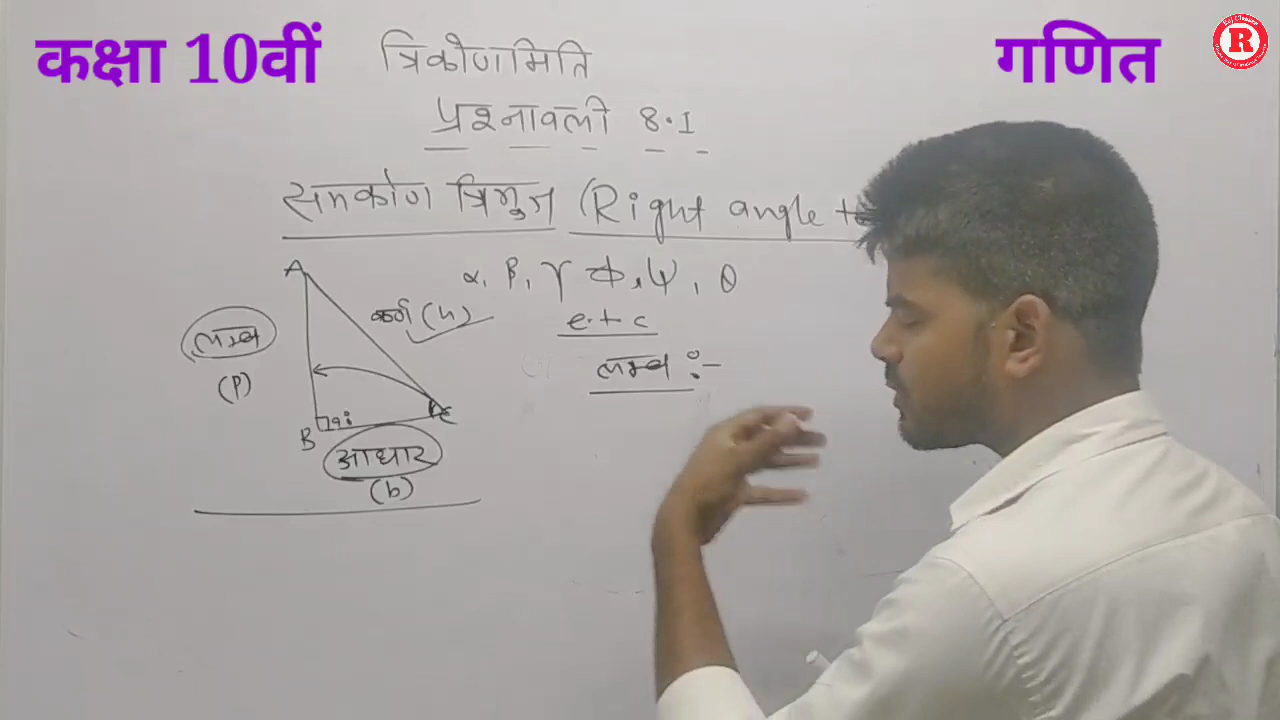 कक्षा 10वीं
गणित
R
त्रिकोणमिति
प्रश्नावली 8.1
समकोण त्रिभुज (Right angle
α, β, γ Φ, Ψ, θ
e.t c
लम्ब :-
A
कर्ण (h)
लम्ब
(P)
B
C
आधार
(b)